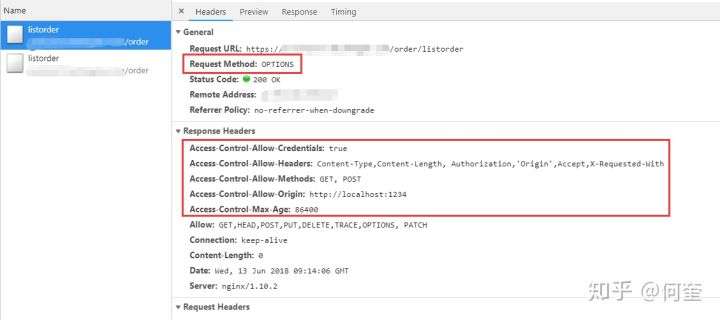 Name
× Headers Preview Response Timing
listorder
/order
listorder
/order
▼ General
Request URL: https://
/order/listorder
Request Method: OPTIONS
Status Code: 200 OK
Remote Address:
Referrer Policy: no-referrer-when-downgrade
▼ Response Headers
Access-Control-Allow-Credentials: true
Access-Control-Allow-Headers: Content-Type,Content-Length, Authorization,'Origin',Accept,X-Requested-With
Access-Control-Allow-Methods: GET, POST
Access-Control-Allow-Origin: http://localhost:1234
Access-Control-Max-Age: 86400
Allow: GET,HEAD,POST,PUT,DELETE,TRACE,OPTIONS, PATCH
Connection: keep-alive
Content-Length: 0
Date: Wed, 13 Jun 2018 09:14:06 GMT
Server: nginx/1.10.2
▼ Request Headers
知乎 @何奎